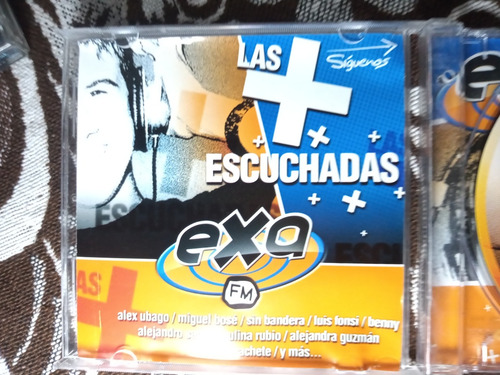 LAS
Síguenos
+
ESCUCHADAS
exa
FM
alex ubago / miguel bosé / sin bandera / luis fonsi / benny
alejandro / alejandra guzmán
rubio
y más...